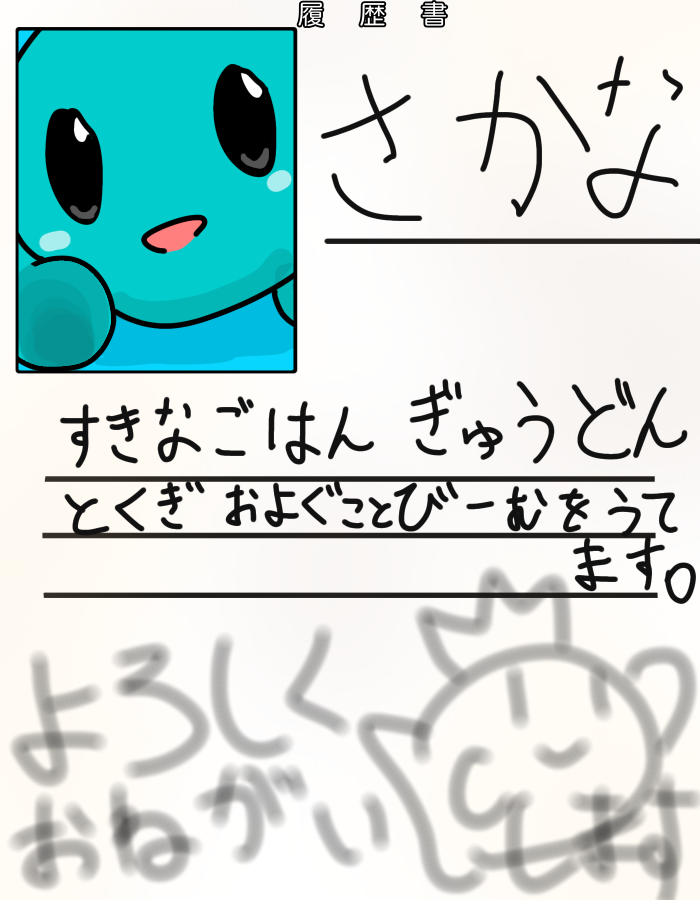 履歴書
さかな
すきなごはん ぎゅうどん
とくぎ およぐことびーむをうて
ます。
よろしく
おねがいします